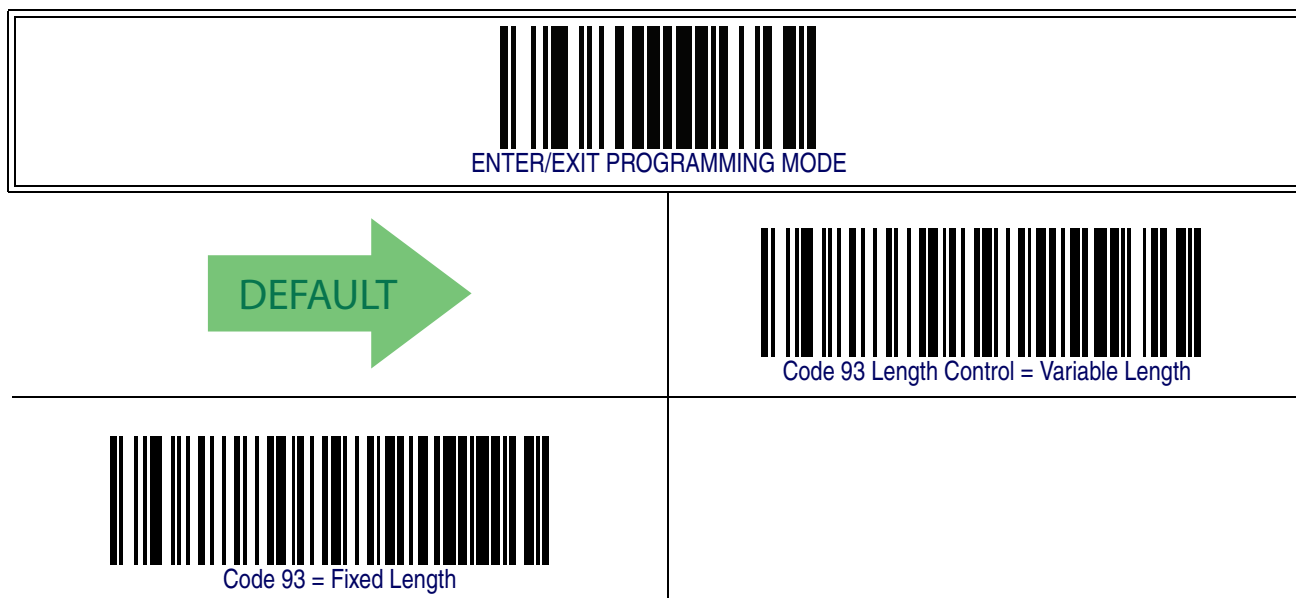 ENTER/EXIT PROGRAMMING MODE
DEFAULT
Code 93 Length Control = Variable Length
Code 93 = Fixed Length